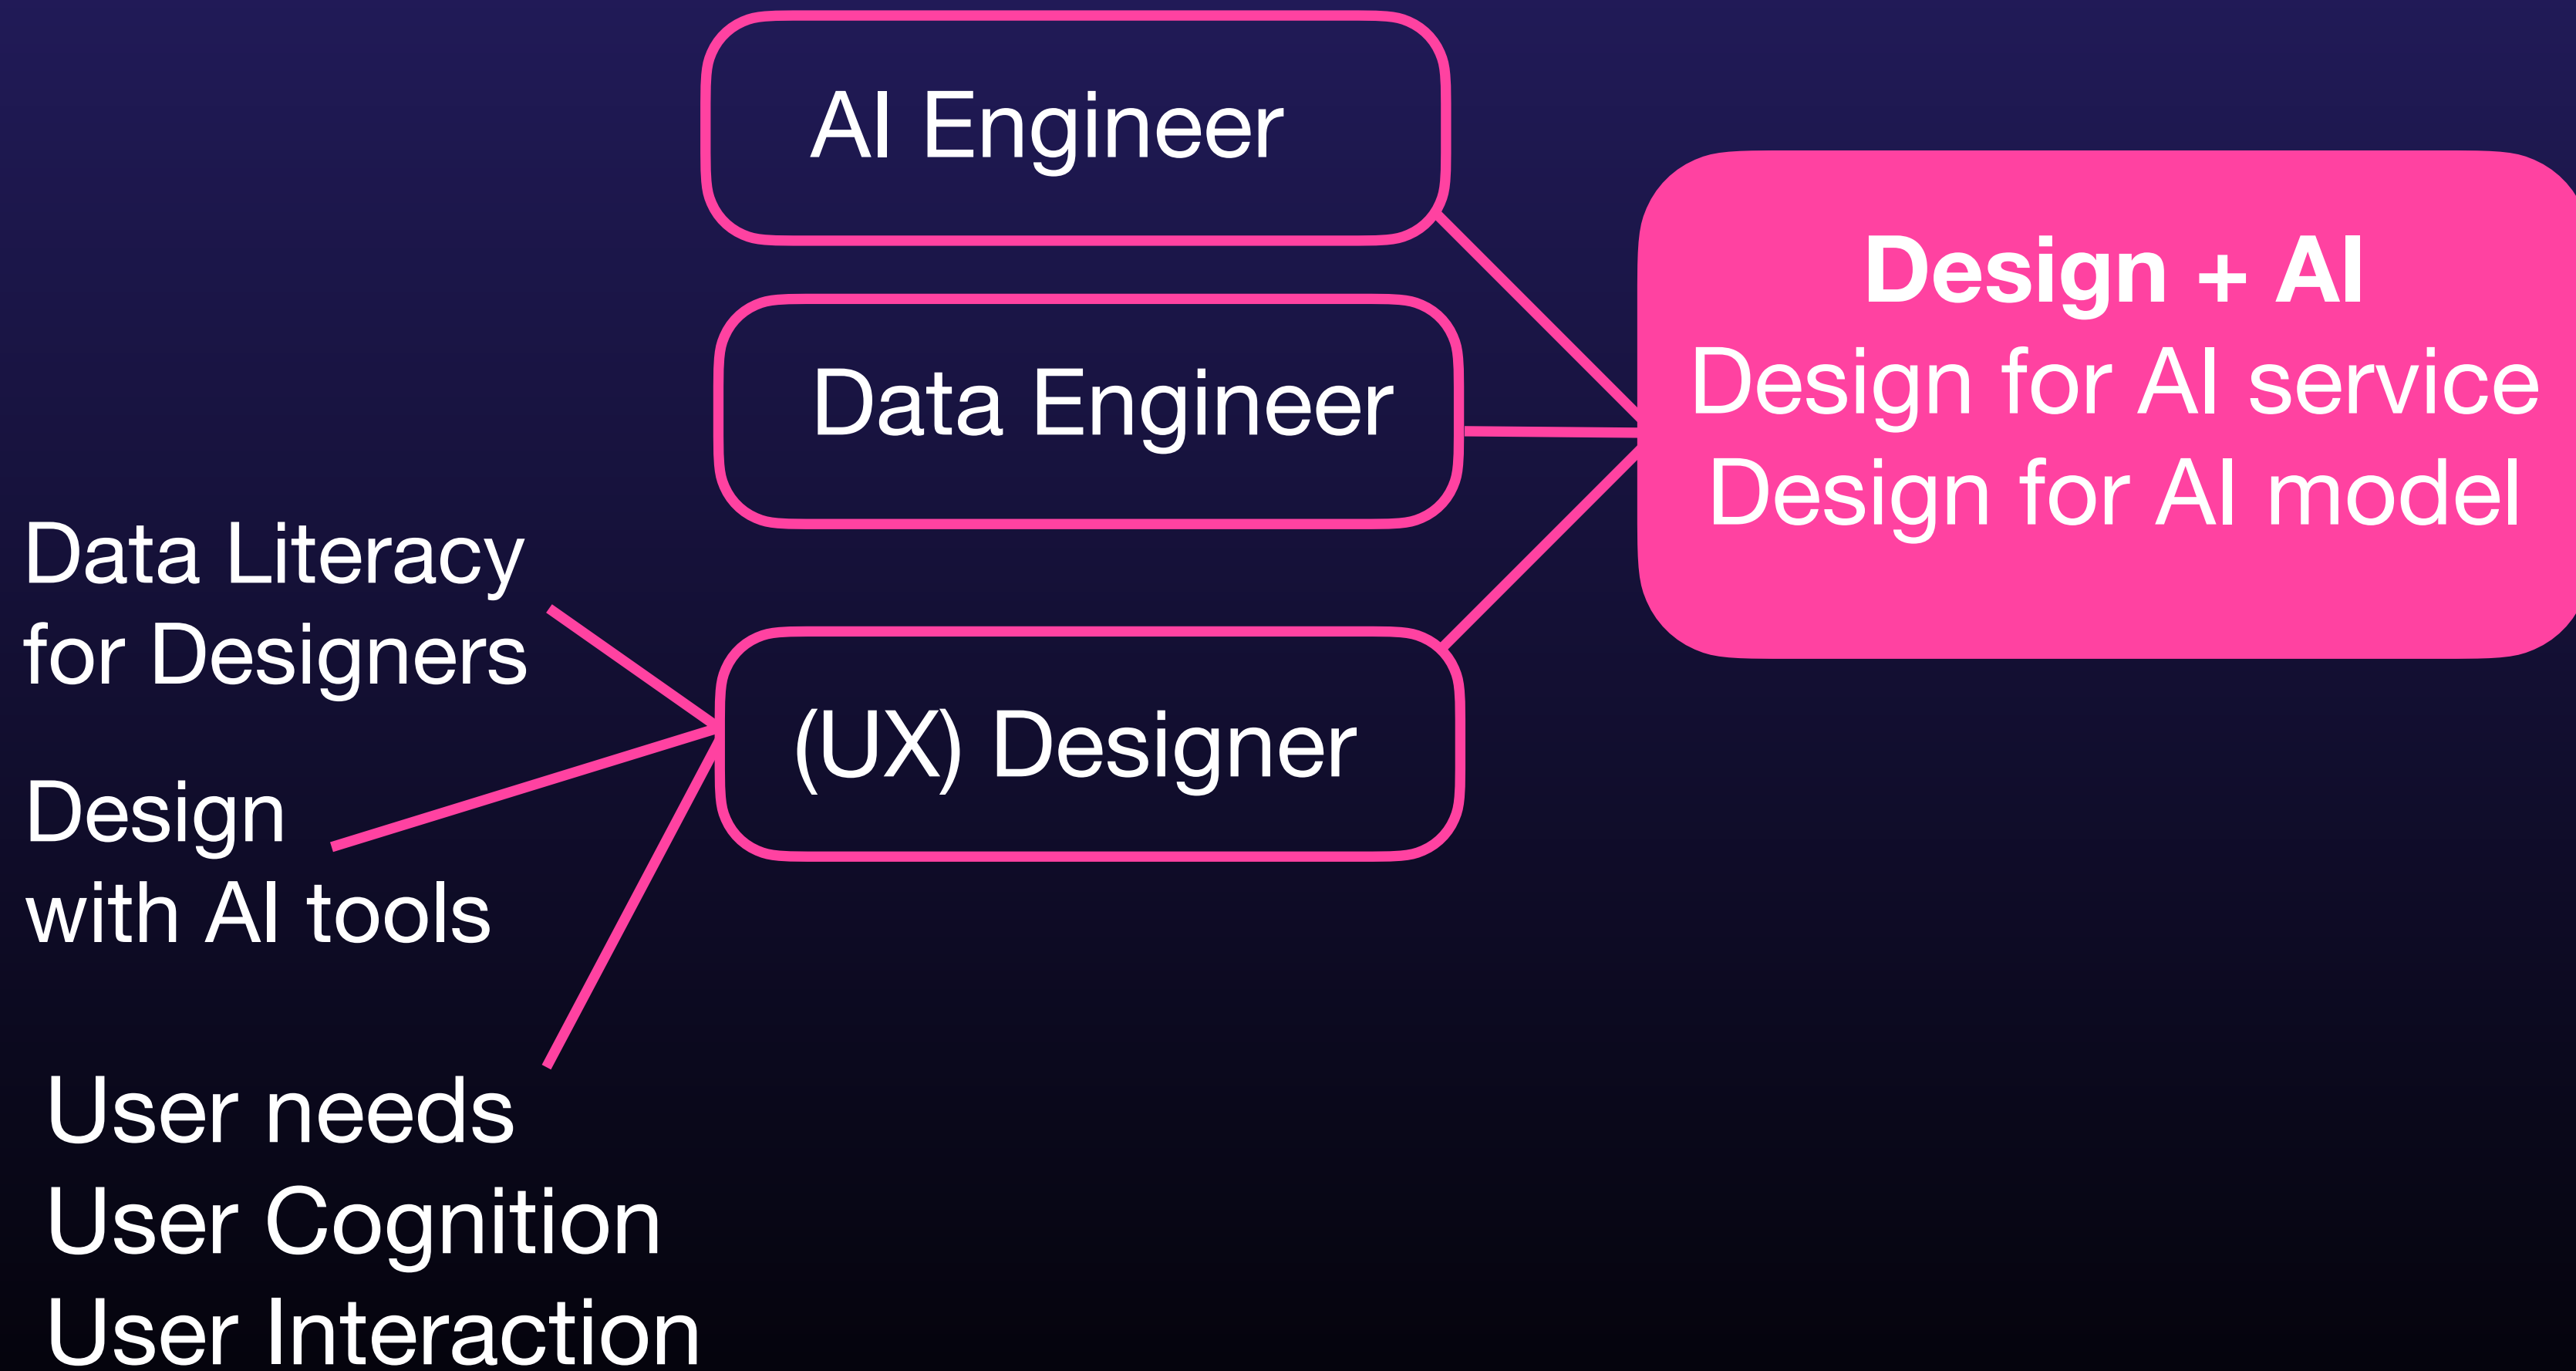 AI Engineer
Data Engineer
(UX) Designer
Design + AI
Design for AI service
Design for AI model
Data Literacy
for Designers
Design
with AI tools
User needs
User Cognition
User Interaction